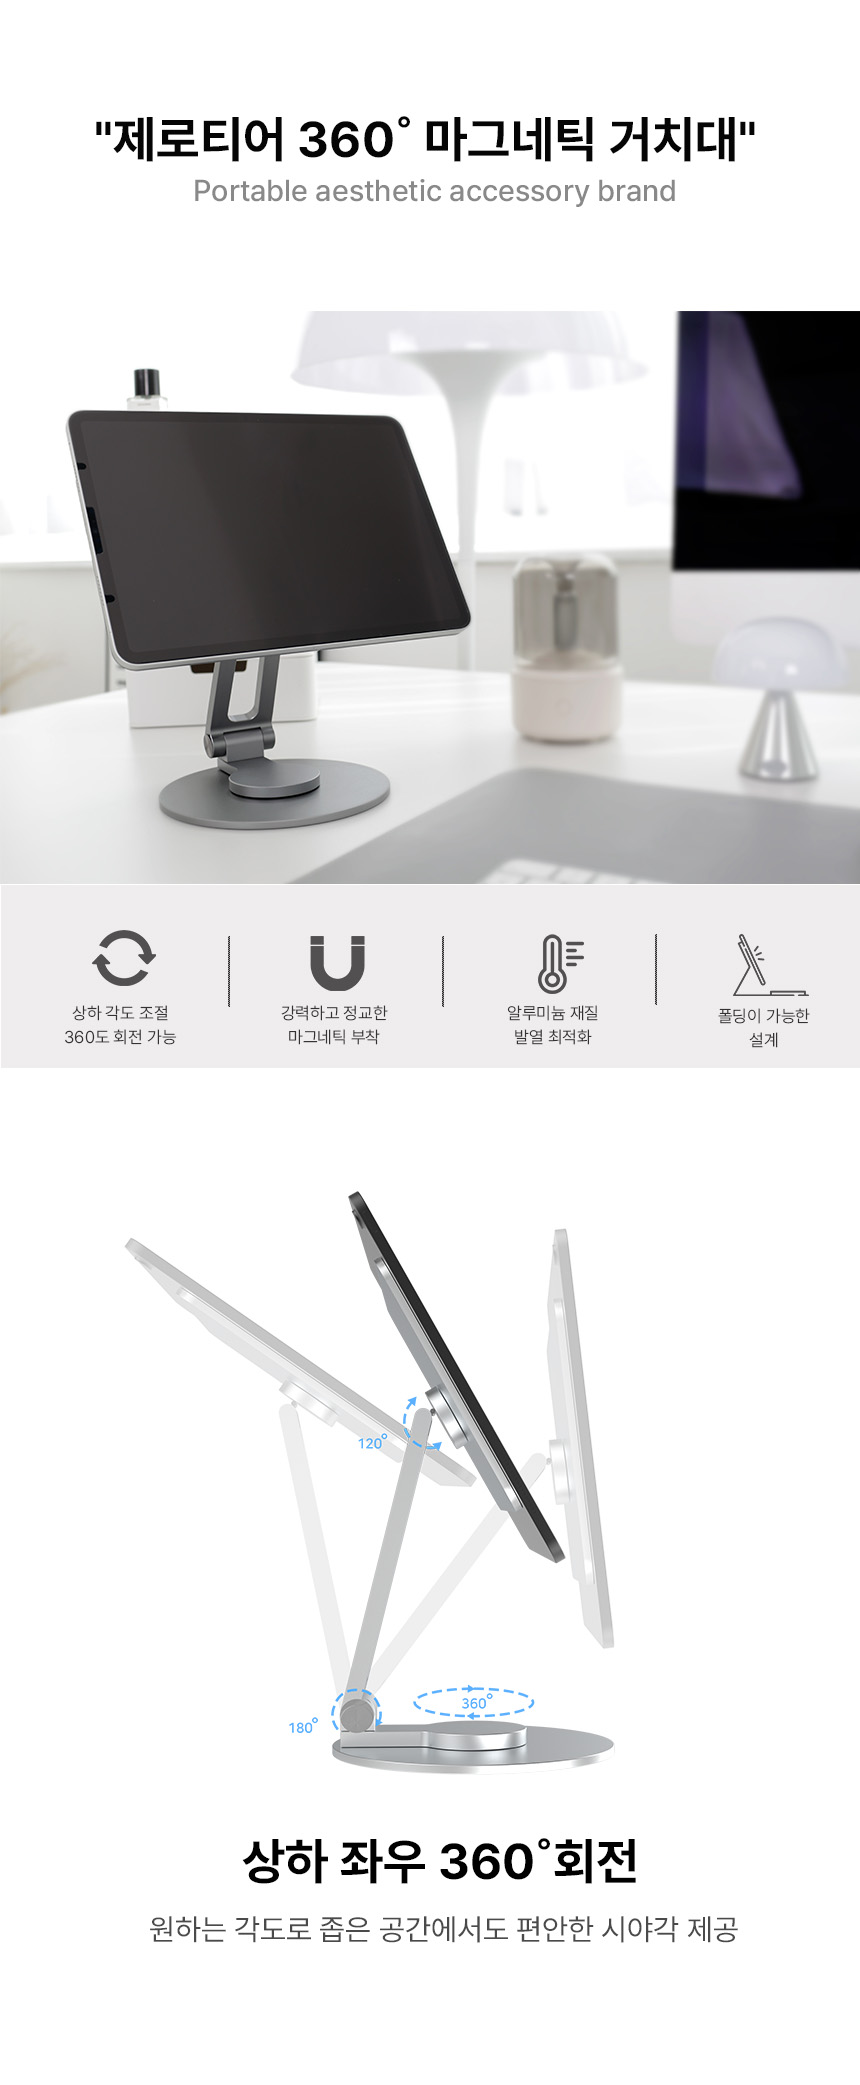 "제로티어 360˚ 마그네틱 거치대"
Portable aesthetic accessory brand
상하 각도 조절
360도 회전 가능
강력하고 정교한
마그네틱 부착
알루미늄 재질
발열 최적화
폴딩이 가능한
설계
120°
360°
180°
상하 좌우 360˚회전
원하는 각도로 좁은 공간에서도 편안한 시야각 제공